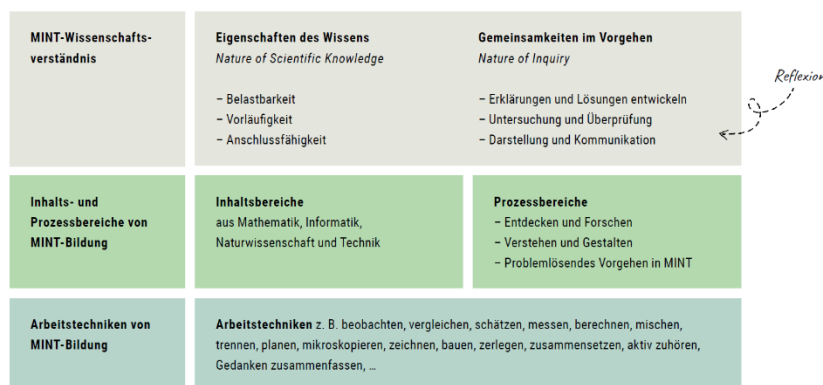 MINT-Wissenschafts-
verständnis
Eigenschaften des Wissens
Nature of Scientific Knowledge
– Belastbarkeit
– Vorläufigkeit
– Anschlussfähigkeit
Gemeinsamkeiten im Vorgehen
Nature of Inquiry
– Erklärungen und Lösungen entwickeln
– Untersuchung und Überprüfung
– Darstellung und Kommunikation
Reflexion
Inhalts- und
Prozessbereiche von
MINT-Bildung
Inhaltsbereiche
aus Mathematik, Informatik,
Naturwissenschaft und Technik
Prozessbereiche
– Entdecken und Forschen
– Verstehen und Gestalten
– Problemlösendes Vorgehen in MINT
Arbeitstechniken von
MINT-Bildung
Arbeitstechniken z. B. beobachten, vergleichen, schätzen, messen, berechnen, mischen,
trennen, planen, mikroskopieren, zeichnen, bauen, zerlegen, zusammensetzen, aktiv zuhören,
Gedanken zusammenfassen, …